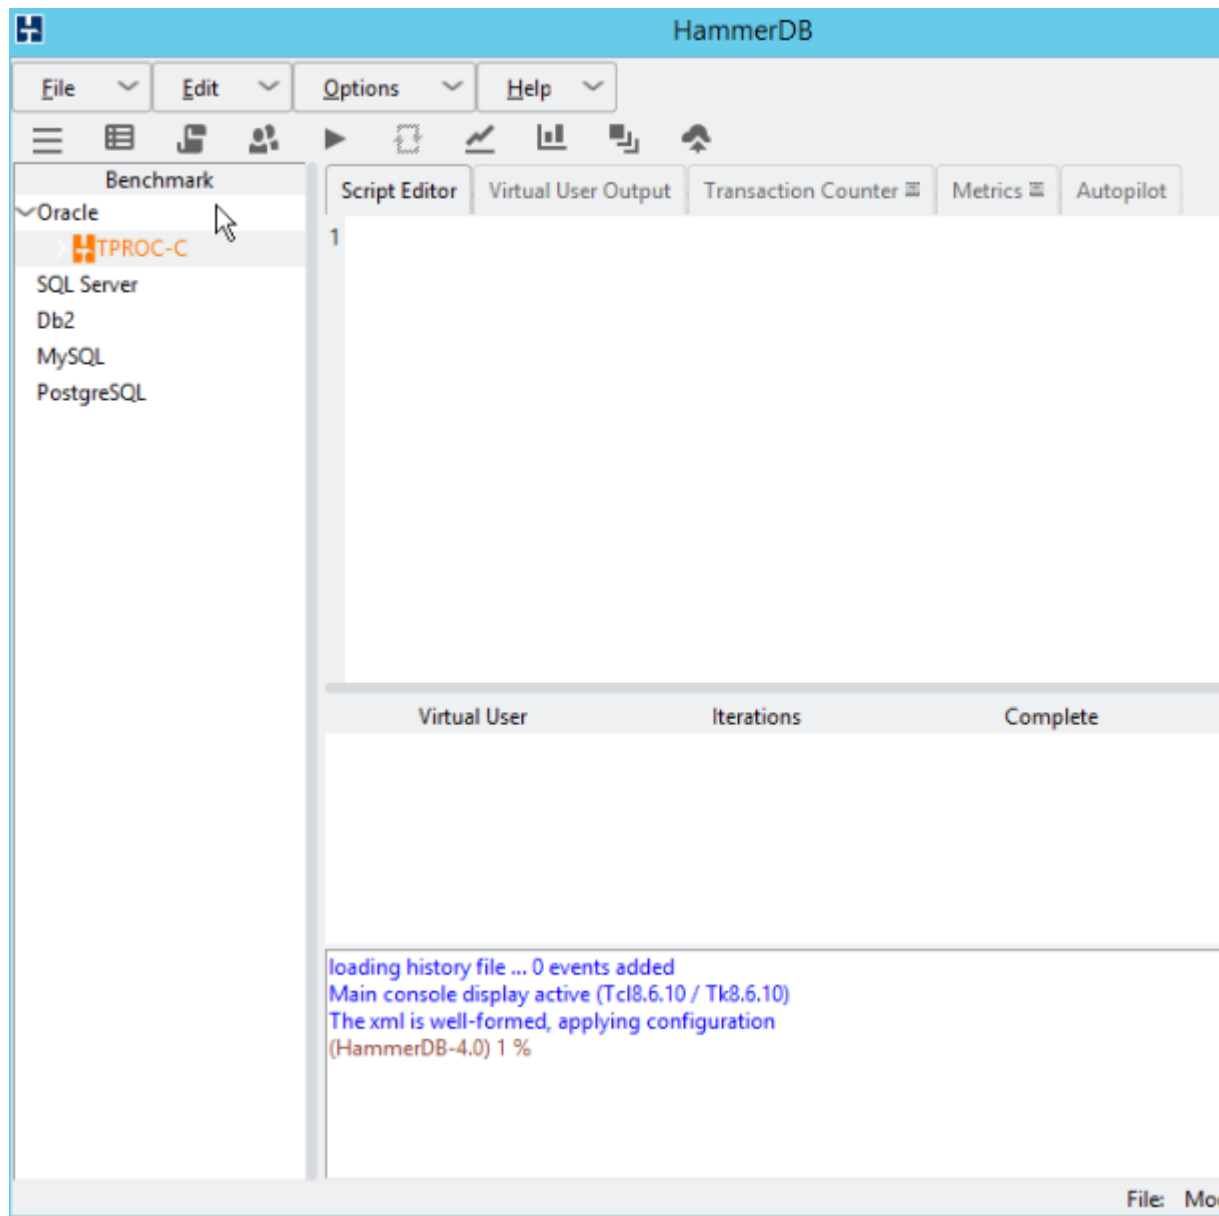 HammerDB
File Edit Options Help
Benchmark
Oracle
TPROC-C
SQL Server
Db2
MySQL
PostgreSQL
Script Editor Virtual User Output Transaction Counter Metrics Autopilot
1
Virtual User Iterations Complete
loading history file ... 0 events added
Main console display active (Tcl8.6.10 / Tk8.6.10)
The xml is well-formed, applying configuration
(HammerDB-4.0) 1 %
File: